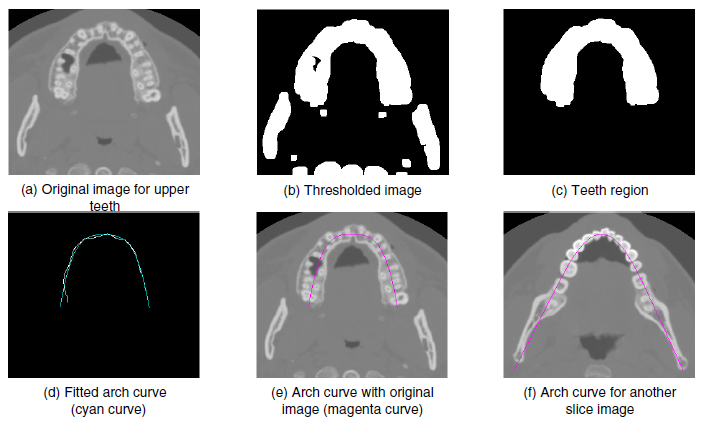 (a) Original image for upper
teeth
(b) Thresholded image
(c) Teeth region
(d) Fitted arch curve
(cyan curve)
(e) Arch curve with original
image (magenta curve)
(f) Arch curve for another
slice image